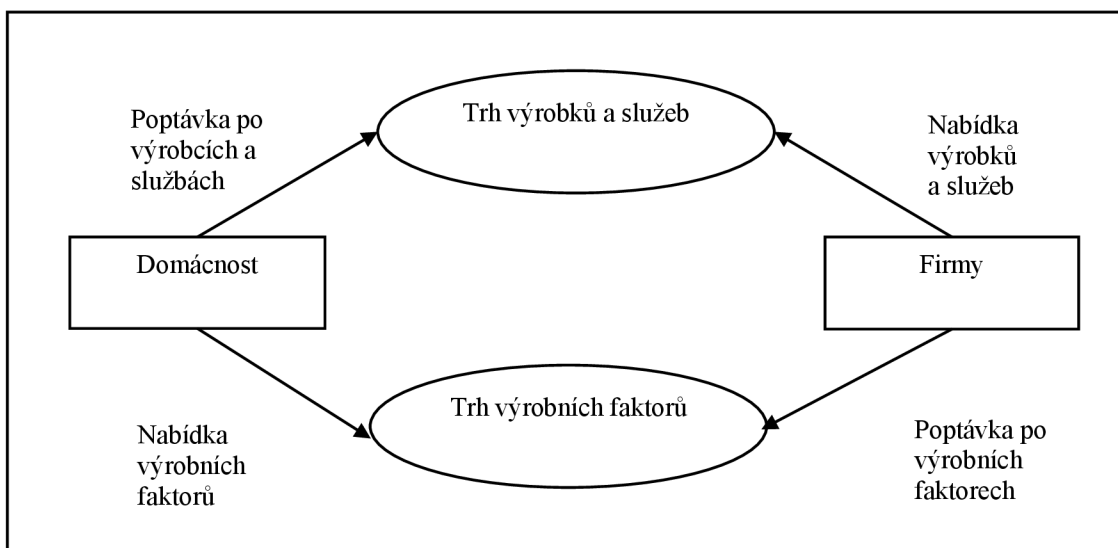 Trh výrobků a služeb
Poptávka po
výrobcích a
službách
Nabídka
výrobků
a služeb
Domácnost
Firmy
Trh výrobních faktorů
Nabídka
výrobních
faktorů
Poptávka po
výrobních
faktorech